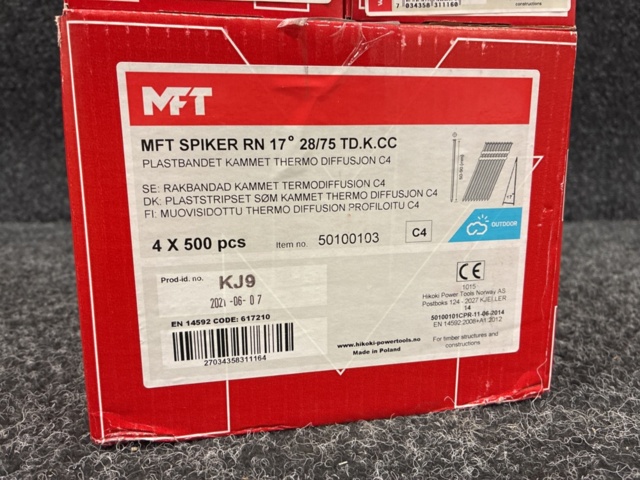 7 034358 311168
constructions
MFT
MFT SPIKER RN 17° 28/75 TD.K.CC
PLASTBANDET KAMMET THERMO DIFFUSJON C4
SE: RAKBANDAD KAMMET TERMODIFFUSION C4
DK: PLASTSTRIPSET SØM KAMMET THERMO DIFFUSJON C4
FI: MUOVISIDOTTU THERMO DIFFUSION PROFILOITU C4
4 X 500 pcs
Item no. 50100103
C4
OUTDOOR
Prod-id. no. KJ9
2021-06-07
EN 14592 CODE: 617210
27034358311164
CE
1015
Hikoki Power Tools Norway AS
Postboks 124 - 2027 KJELLER
14
50100101CPR-11-06-2014
EN 14592:2008+A1:2012
www.hikoki-powertools.no
Made in Poland
For timber structures and
constructions